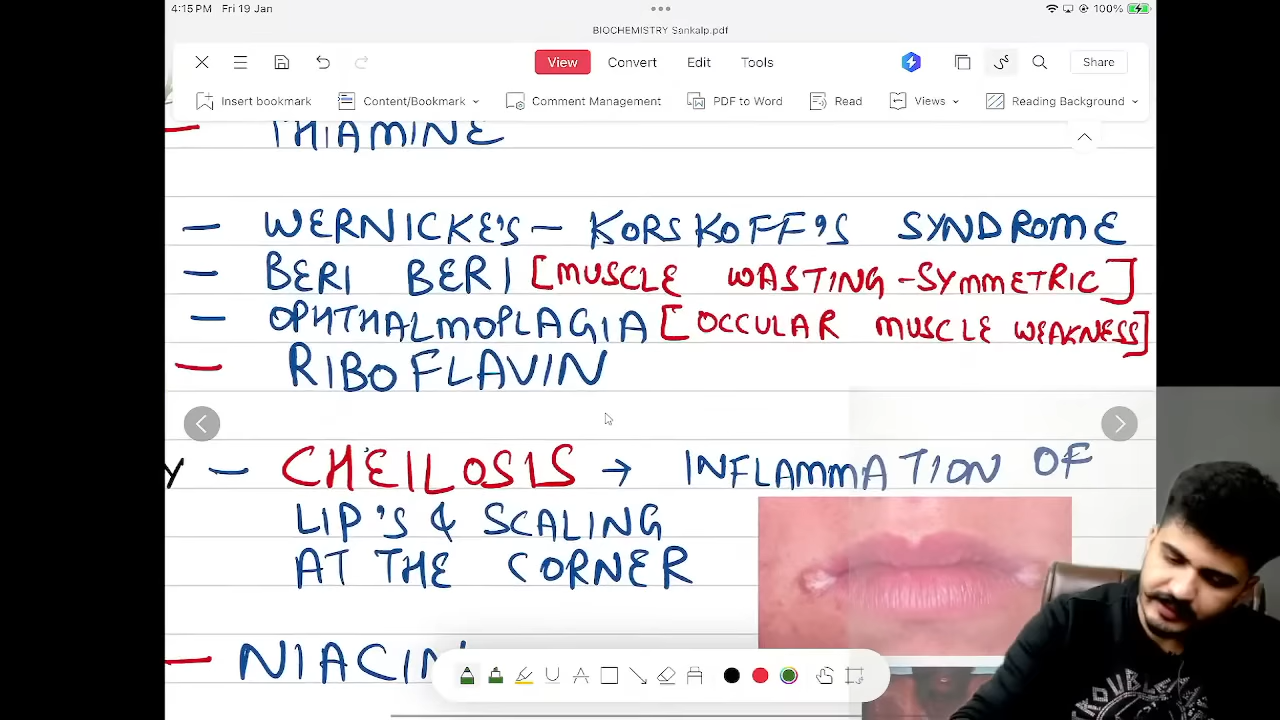 4:15 PM Fri 19 Jan
100%
BIOCHEMISTRY Sankalp.pdf
View Convert Edit Tools Share
Insert bookmark Content/Bookmark Comment Management PDF to Word Read Views Reading Background
THIAMINE
- WERNICKE'S - KORSKOFF'S SYNDROME
- BERI BERI [MUSCLE WASTING - SYMMETRIC]
- OPHTHALMOPLAGIA [OCCULAR MUSCLE WEAKNESS]
- RIBOFLAVIN
- CHEILOSIS → INFLAMMATION OF
LIP'S & SCALING
AT THE CORNER
- NIACIN